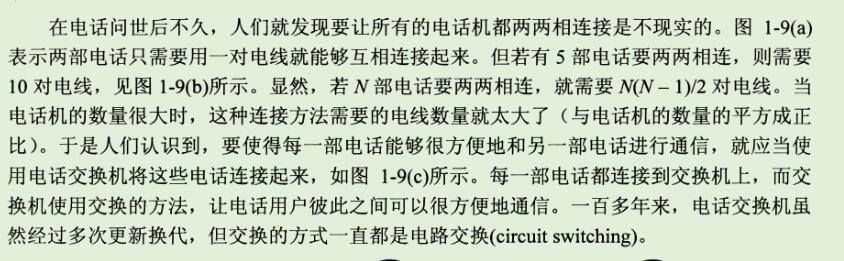 在电话问世后不久，人们就发现要让所有的电话机都两两相连接是不现实的。图 1-9(a)
表示两部电话只需要用一对电线就能够互相连接起来。但若有 5 部电话要两两相连，则需要
10 对电线，见图 1-9(b)所示。显然，若 N 部电话要两两相连，就需要 N(N – 1)/2 对电线。当
电话机的数量很大时，这种连接方法需要的电线数量就太大了（与电话机的数量的平方成正
比）。于是人们认识到，要使得每一部电话能够很方便地和另一部电话进行通信，就应当使
用电话交换机将这些电话连接起来，如图 1-9(c)所示。每一部电话都连接到交换机上，而交
换机使用交换的方法，让电话用户彼此之间可以很方便地通信。一百多年来，电话交换机虽
然经过多次更新换代，但交换的方式一直都是电路交换(circuit switching)。